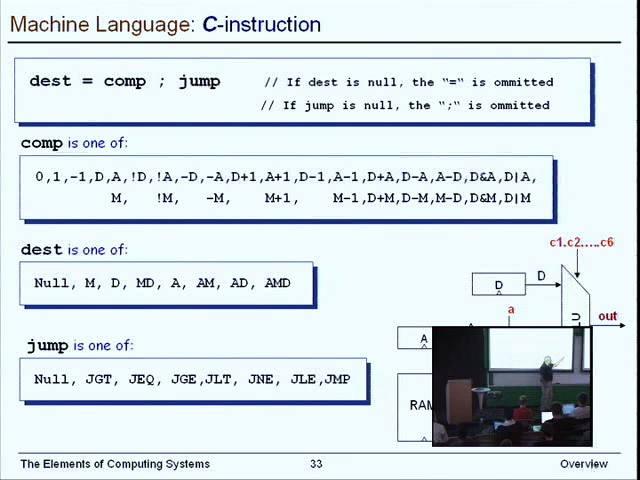 Machine Language: C-instruction
dest = comp ; jump // If dest is null, the "=" is ommitted
// If jump is null, the ";" is ommitted
comp is one of:
0,1,-1,D,A,!D,!A,-D,-A,D+1,A+1,D-1,A-1,D+A,D-A,A-D,D&A,D|A,
M, !M, -M, M+1, M-1,D+M,D-M,M-D,D&M,D|M
dest is one of:
Null, M, D, MD, A, AM, AD, AMD
jump is one of:
Null, JGT, JEQ, JGE,JLT, JNE, JLE,JMP
c1.c2.....c6
D
D
a
out
A
The Elements of Computing Systems 33 Overview